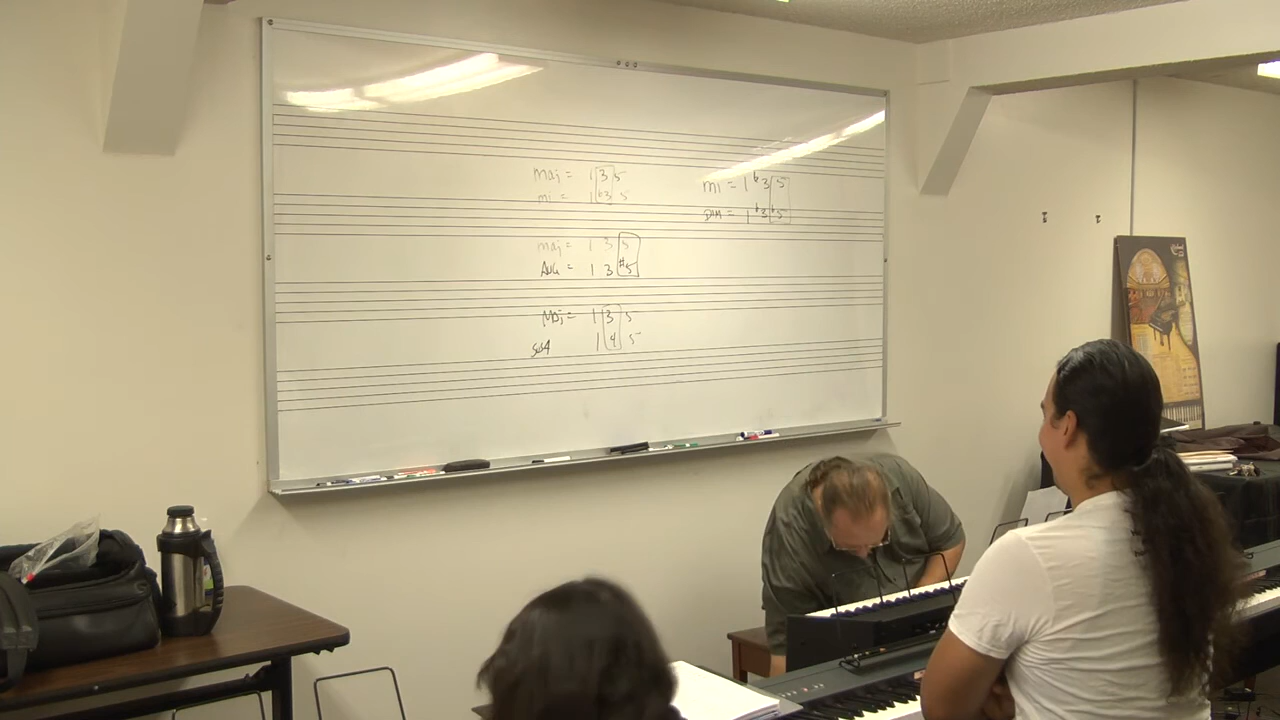 maj = 1 3 5
mi = 1 b3 5
maj = 1 3 5
AUG = 1 3 #5
Maj = 1 3 5
sus4 1 4 5
mi = 1 b3 5
DIM = 1 b3 b5